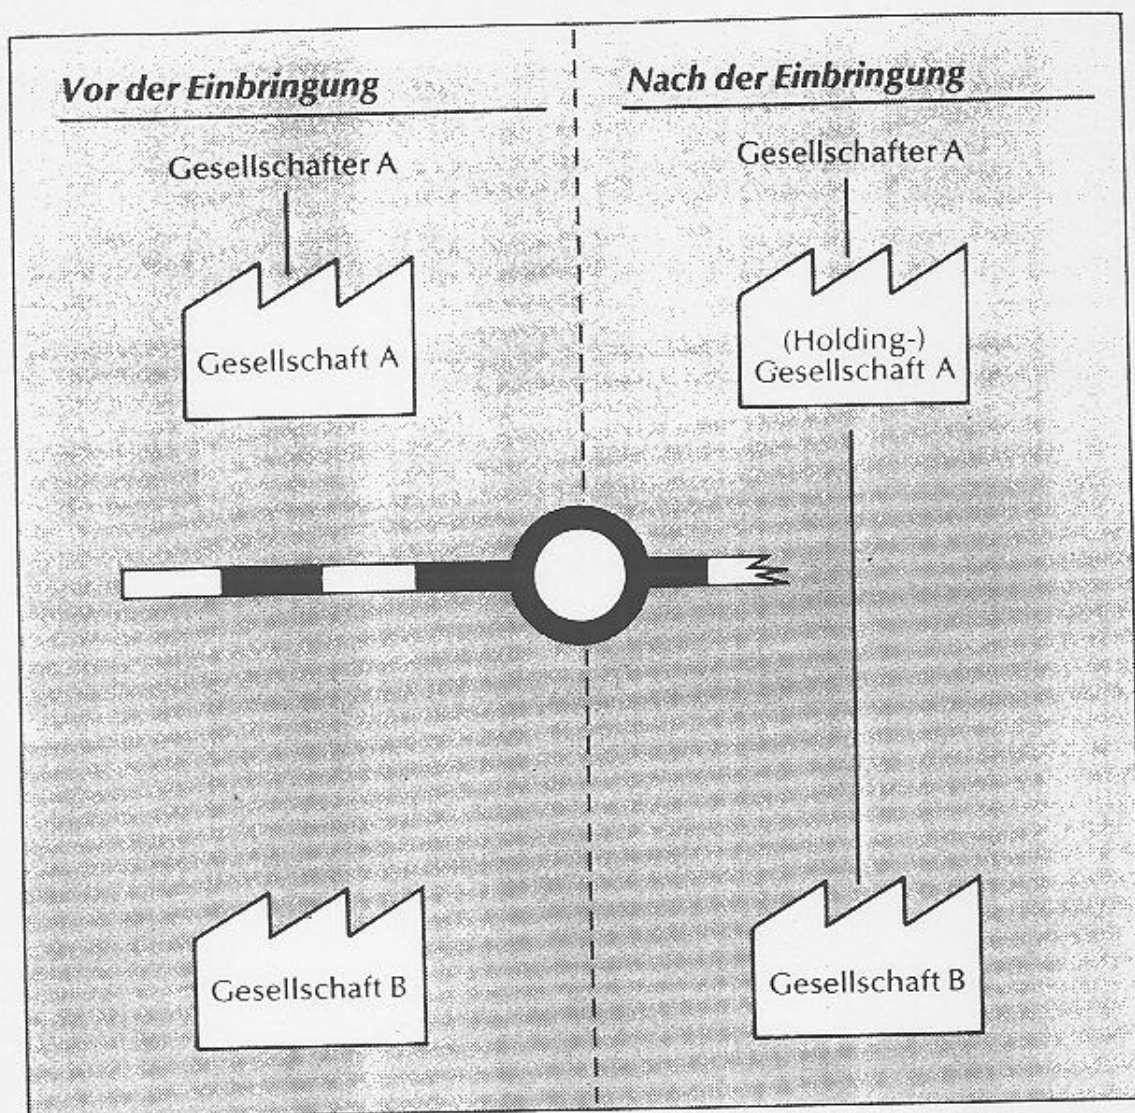 Vor der Einbringung
Gesellschafter A
Gesellschaft A
Gesellschaft B
Nach der Einbringung
Gesellschafter A
(Holding-)
Gesellschaft A
Gesellschaft B